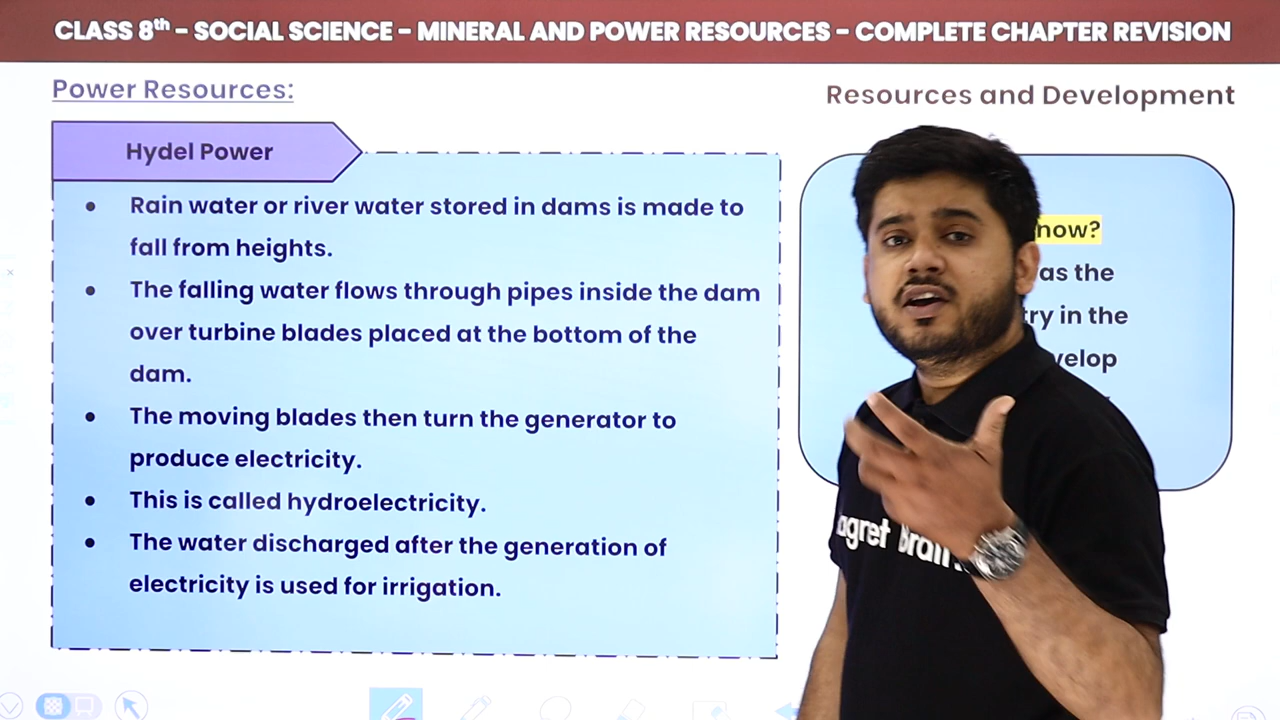 CLASS 8th – SOCIAL SCIENCE – MINERAL AND POWER RESOURCES – COMPLETE CHAPTER REVISION
Power Resources:
Resources and Development
Hydel Power
• Rain water or river water stored in dams is made to
fall from heights.
• The falling water flows through pipes inside the dam
over turbine blades placed at the bottom of the
dam.
• The moving blades then turn the generator to
produce electricity.
• This is called hydroelectricity.
• The water discharged after the generation of
electricity is used for irrigation.
now?
as the
try in the
velop
agret brain